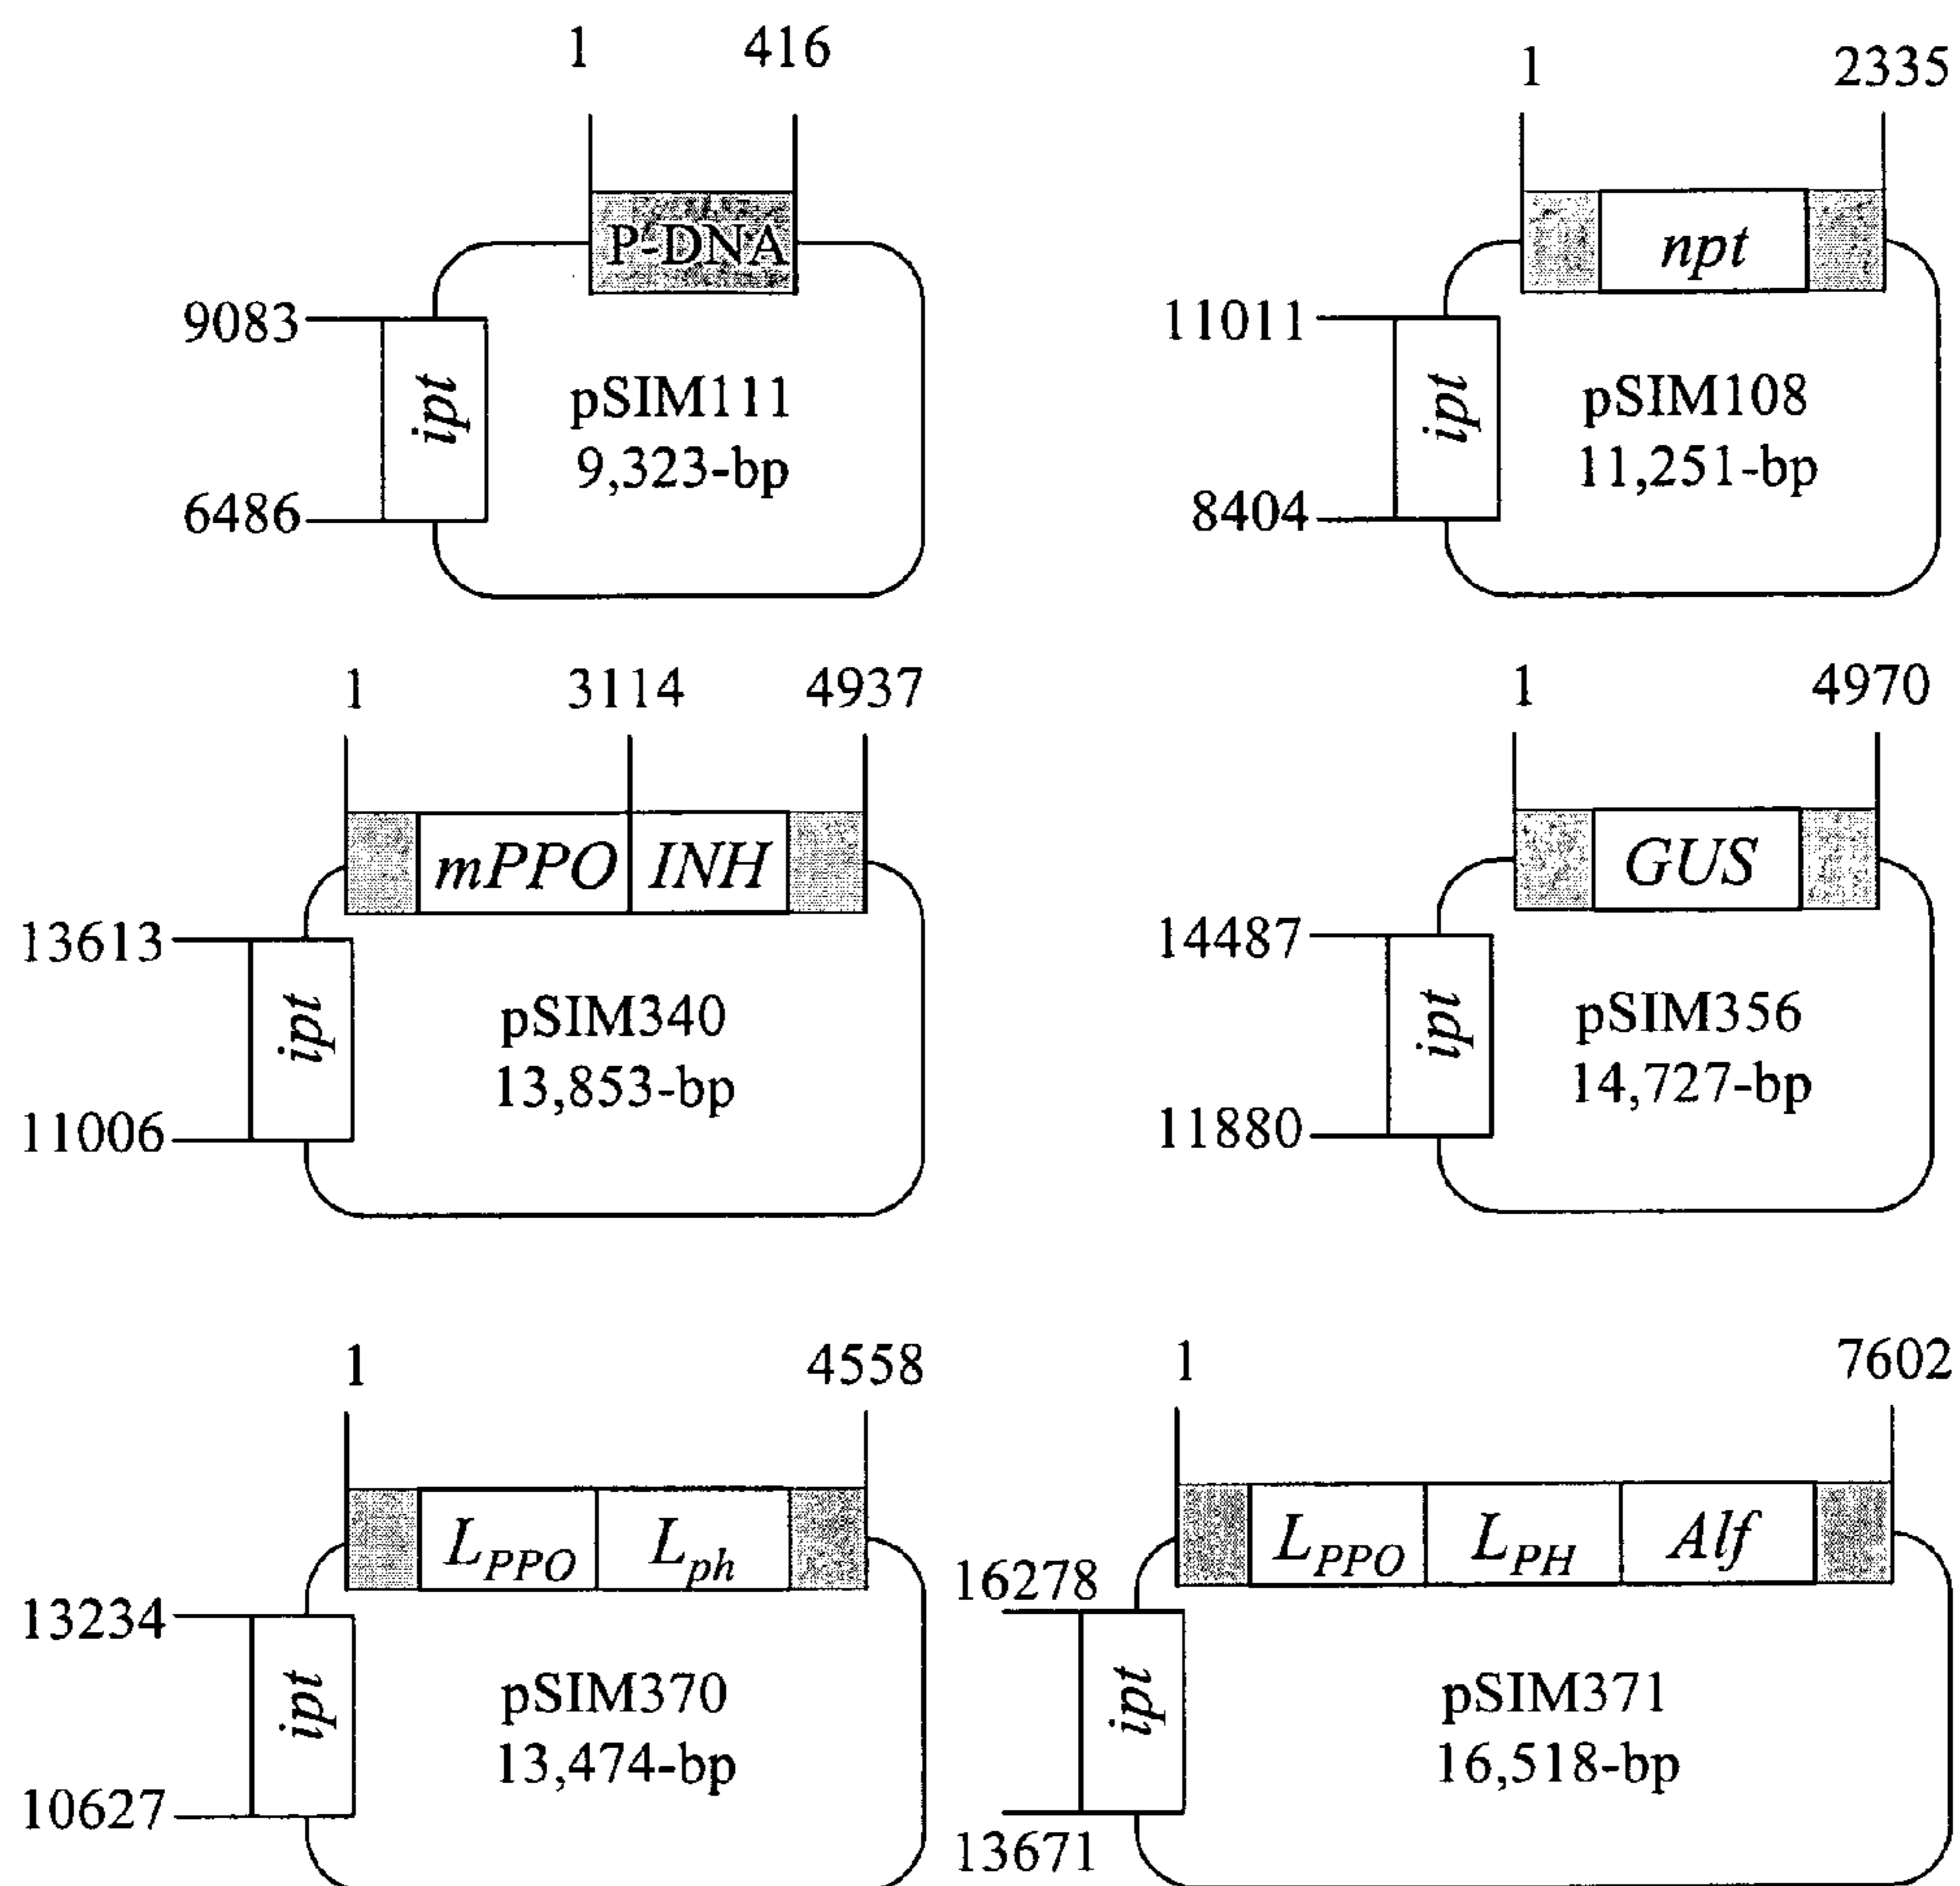 1 416
P-DNA
9083
ipt
6486
pSIM111
9,323-bp
1 2335
npt
11011
ipt
8404
pSIM108
11,251-bp
1 3114 4937
mPPO INH
13613
ipt
11006
pSIM340
13,853-bp
1 4970
GUS
14487
ipt
11880
pSIM356
14,727-bp
1 4558
LPPO Lph
13234
ipt
10627
pSIM370
13,474-bp
1 7602
LPPO LPH Alf
16278
ipt
13671
pSIM371
16,518-bp